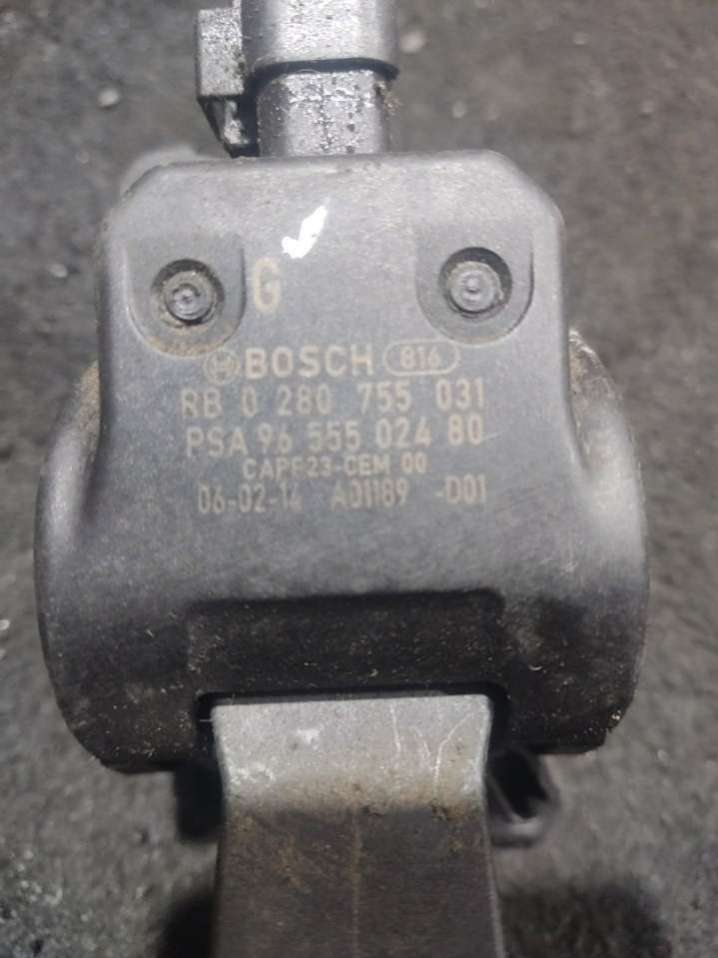 G
BOSCH 816
RB 0 280 755 031
PSA 96 555 024 80
CAPF23-CEM 00
06-02-14 A01189 -D01